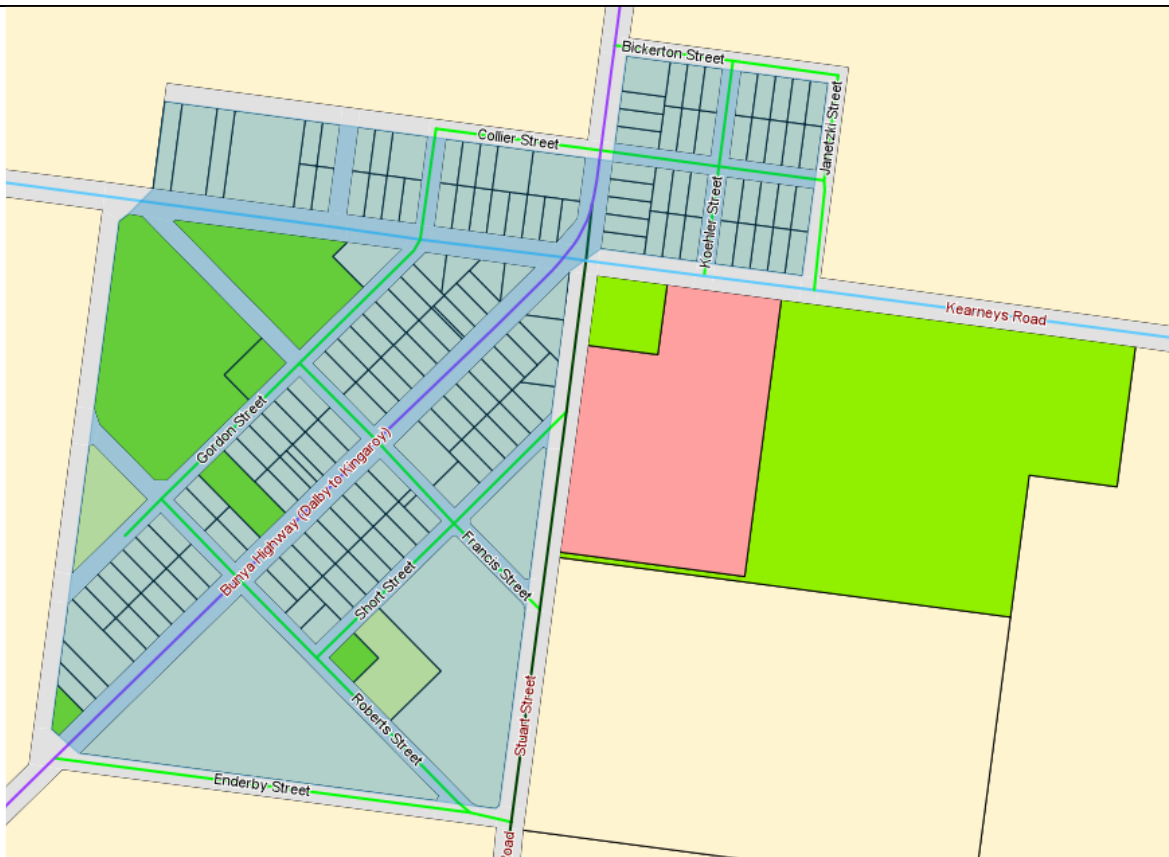 Bickerton Street
Janetzki Street
Collier Street
Koehler Street
Kearneys Road
Gordon Street
Bunya Highway (Dalby to Kingaroy)
Francis Street
Short Street
Stuart Street
Roberts Street
Enderby Street
Road